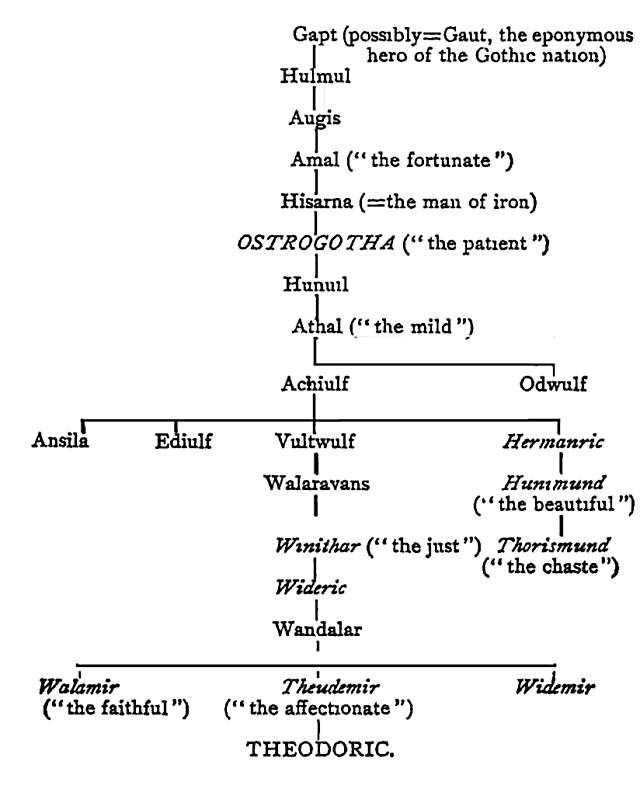 Gapt (possibly=Gaut, the eponymous
hero of the Gothic nation)
Hulmul
Augis
Amal (“the fortunate”)
Hisarna (=the man of iron)
OSTROGOTHA (“the patient”)
Hunuil
Athal (“the mild”)
Achiulf Odwulf
Ansila Ediulf Vultwulf Hermanric
Walaravans Hunimund
(“the beautiful”)
Winithar (“the just”) Thorismund
(“the chaste”)
Wideric
Wandalar
Walamir Theudemir Widemir
(“the faithful”) (“the affectionate”)
THEODORIC.